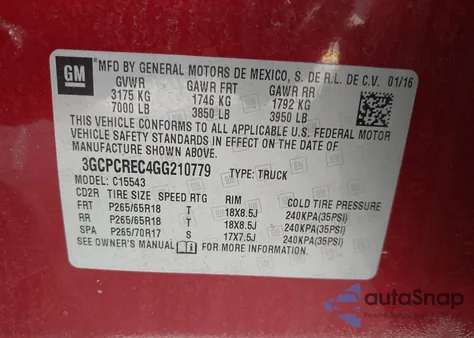 GM
MFD BY GENERAL MOTORS DE MEXICO, S. DE R.L. DE C.V. 01/16
GVWR GAWR FRT GAWR RR
3175 KG 1746 KG 1792 KG
7000 LB 3850 LB 3950 LB
THIS VEHICLE CONFORMS TO ALL APPLICABLE U.S. FEDERAL MOTOR
VEHICLE SAFETY STANDARDS IN EFFECT ON THE DATE OF
MANUFACTURE SHOWN ABOVE.
3GCPCREC4GG210779 TYPE: TRUCK
MODEL: C15543
CD2R TIRE SIZE SPEED RTG RIM COLD TIRE PRESSURE
FRT P265/65R18 T 18X8.5J 240KPA(35PSI)
RR P265/65R18 T 18X8.5J 240KPA(35PSI)
SPA P265/70R17 S 17X7.5J 240KPA(35PSI)
SEE OWNER'S MANUAL FOR MORE INFORMATION.
autoSnap